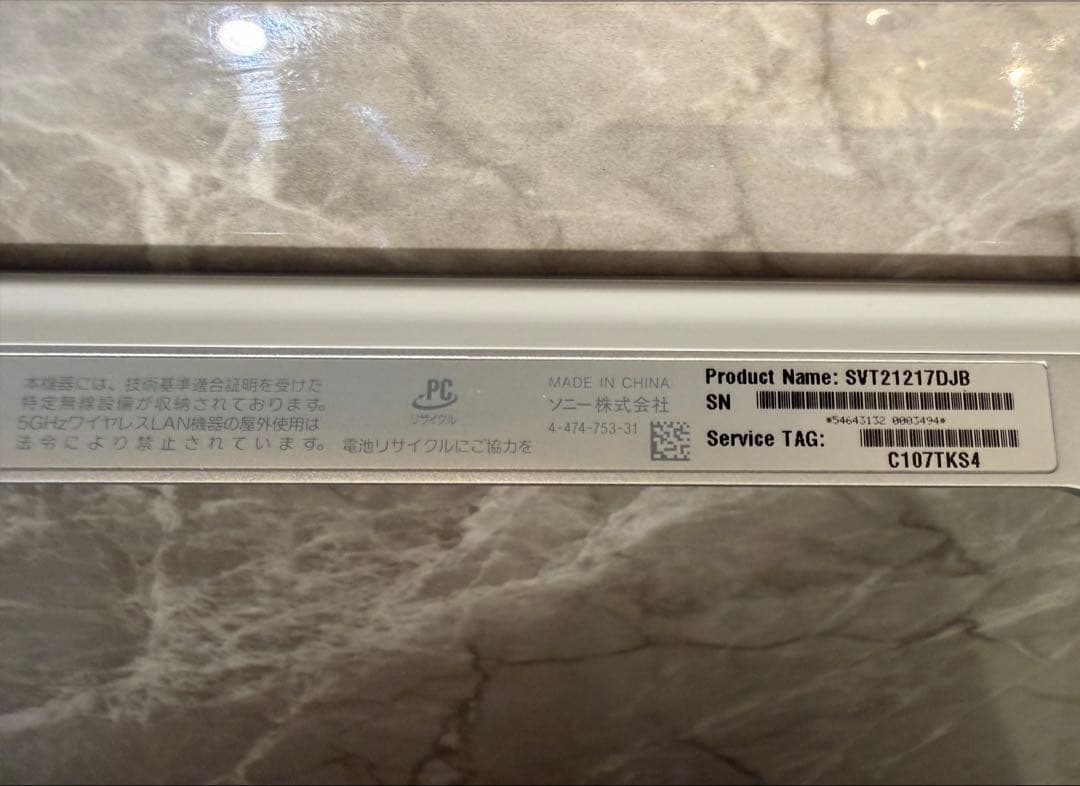 本機器には、技術基準適合証明を受けた
特定無線設備が収納されております。
5GHzワイヤレスLAN機器の屋外使用は
法令により禁止されています。
PC
リサイクル
電池リサイクルにご協力を
MADE IN CHINA
ソニー株式会社
4-474-753-31
Product Name: SVT21217DJB
SN
*54643132 0003494*
Service TAG:
C107TKS4